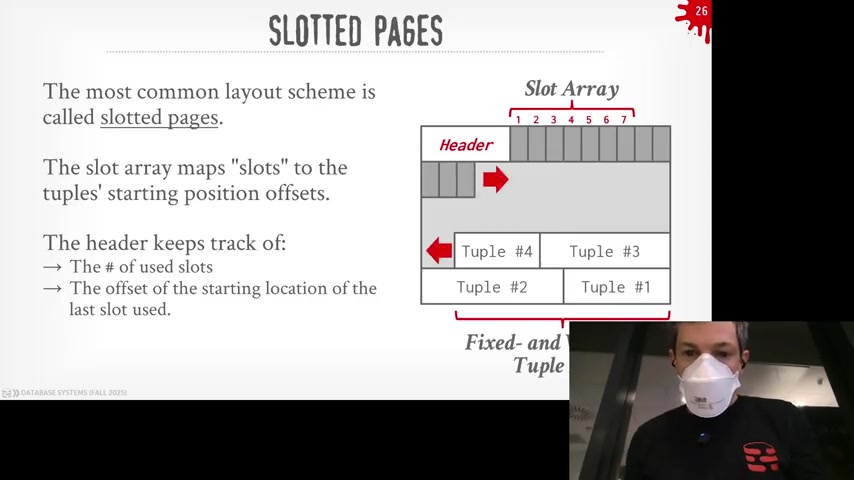 SLOTTED PAGES
26
The most common layout scheme is
called slotted pages.
The slot array maps "slots" to the
tuples' starting position offsets.
The header keeps track of:
→ The # of used slots
→ The offset of the starting location of the
last slot used.
Slot Array
1 2 3 4 5 6 7
Header
Tuple #4 Tuple #3
Tuple #2 Tuple #1
Fixed- and V
Tuple
DATABASE SYSTEMS (FALL 2025)
3M